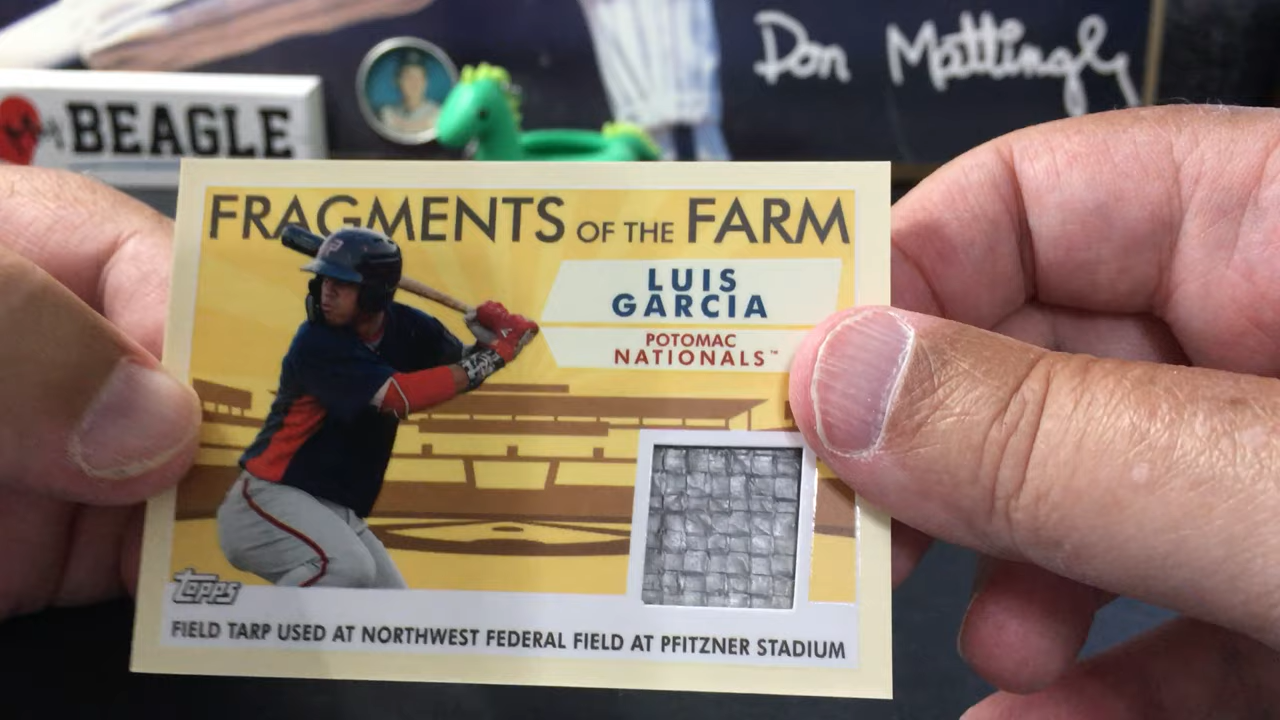 Don Mattingly
BEAGLE
FRAGMENTS OF THE FARM
LUIS
GARCIA
POTOMAC
NATIONALS™
topps
FIELD TARP USED AT NORTHWEST FEDERAL FIELD AT PFITZNER STADIUM